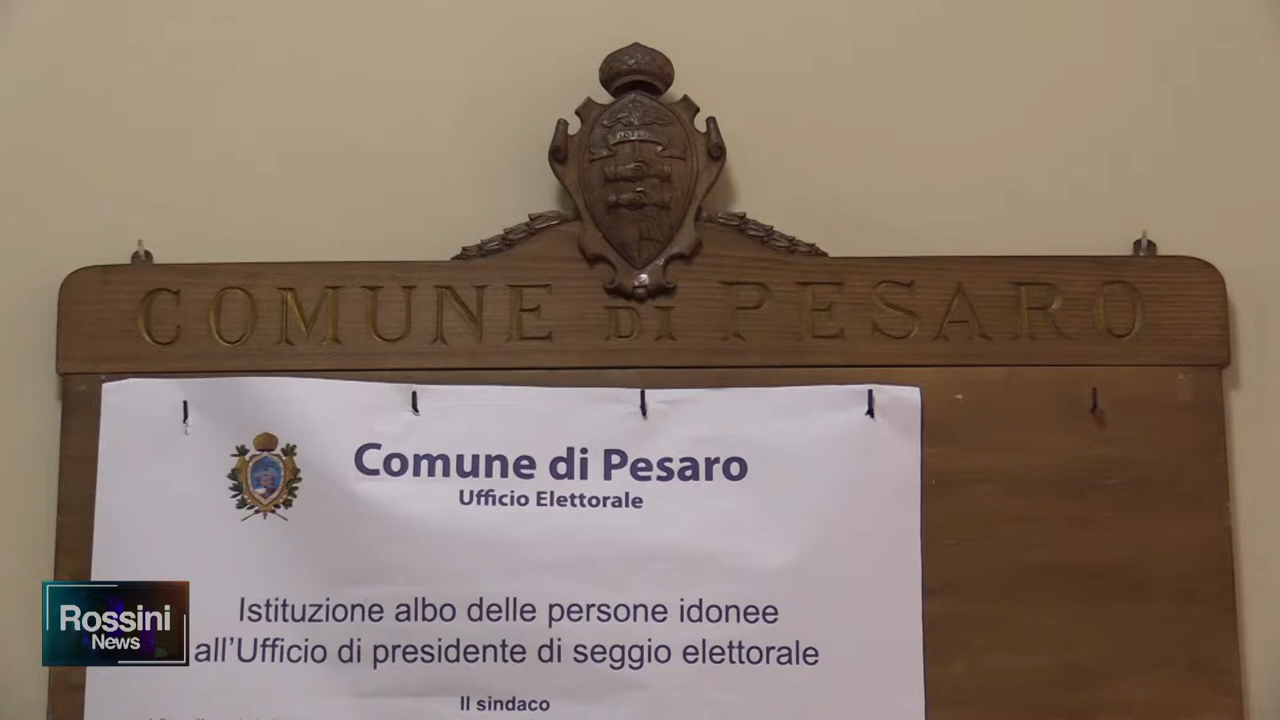 COMUNE DI PESARO
Comune di Pesaro
Ufficio Elettorale
Istituzione albo delle persone idonee
all'Ufficio di presidente di seggio elettorale
Il sindaco
Rossini
News